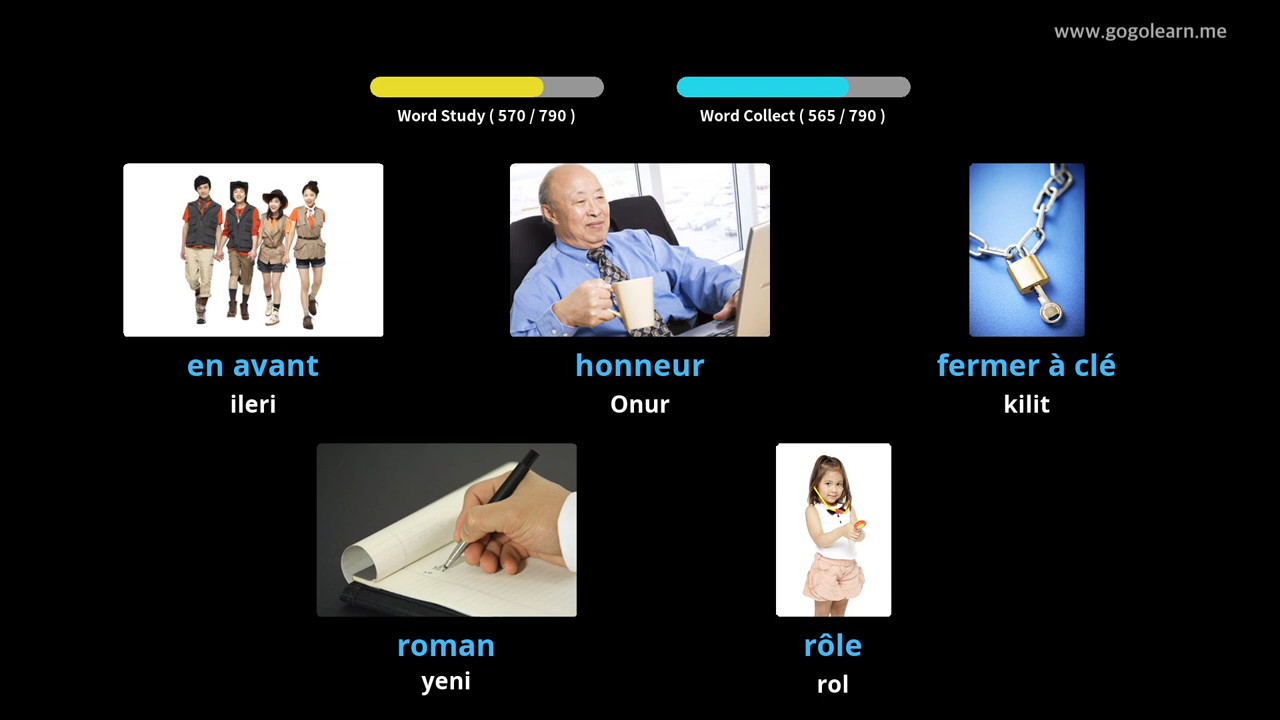 www.gogolearn.me
Word Study ( 570 / 790 )
Word Collect ( 565 / 790 )
en avant
ileri
honneur
Onur
fermer à clé
kilit
roman
yeni
rôle
rol